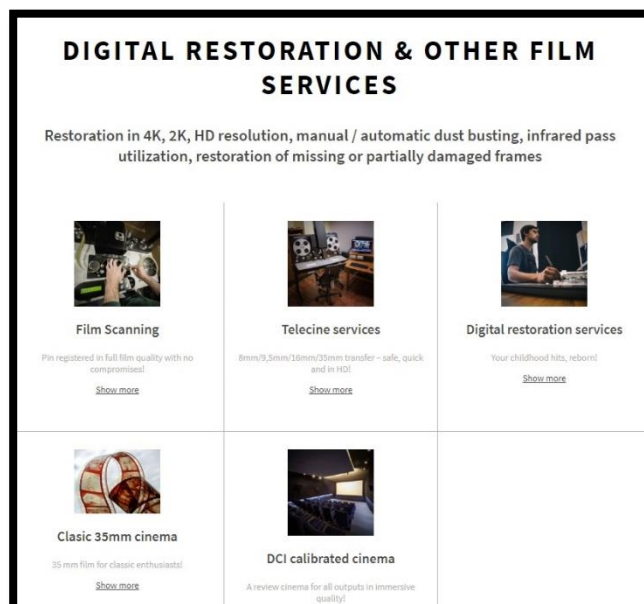 DIGITAL RESTORATION & OTHER FILM
SERVICES
Restoration in 4K, 2K, HD resolution, manual / automatic dust busting, infrared pass
utilization, restoration of missing or partially damaged frames
Film Scanning
Pin registered in full film quality with no
compromises!
Show more
Telecine services
8mm/9,5mm/16mm/35mm transfer – safe, quick
and in HD!
Show more
Digital restoration services
Your childhood hits, reborn!
Show more
Clasic 35mm cinema
35 mm film for classic enthusiasts!
Show more
DCI calibrated cinema
A review cinema for all outputs in immersive
quality!